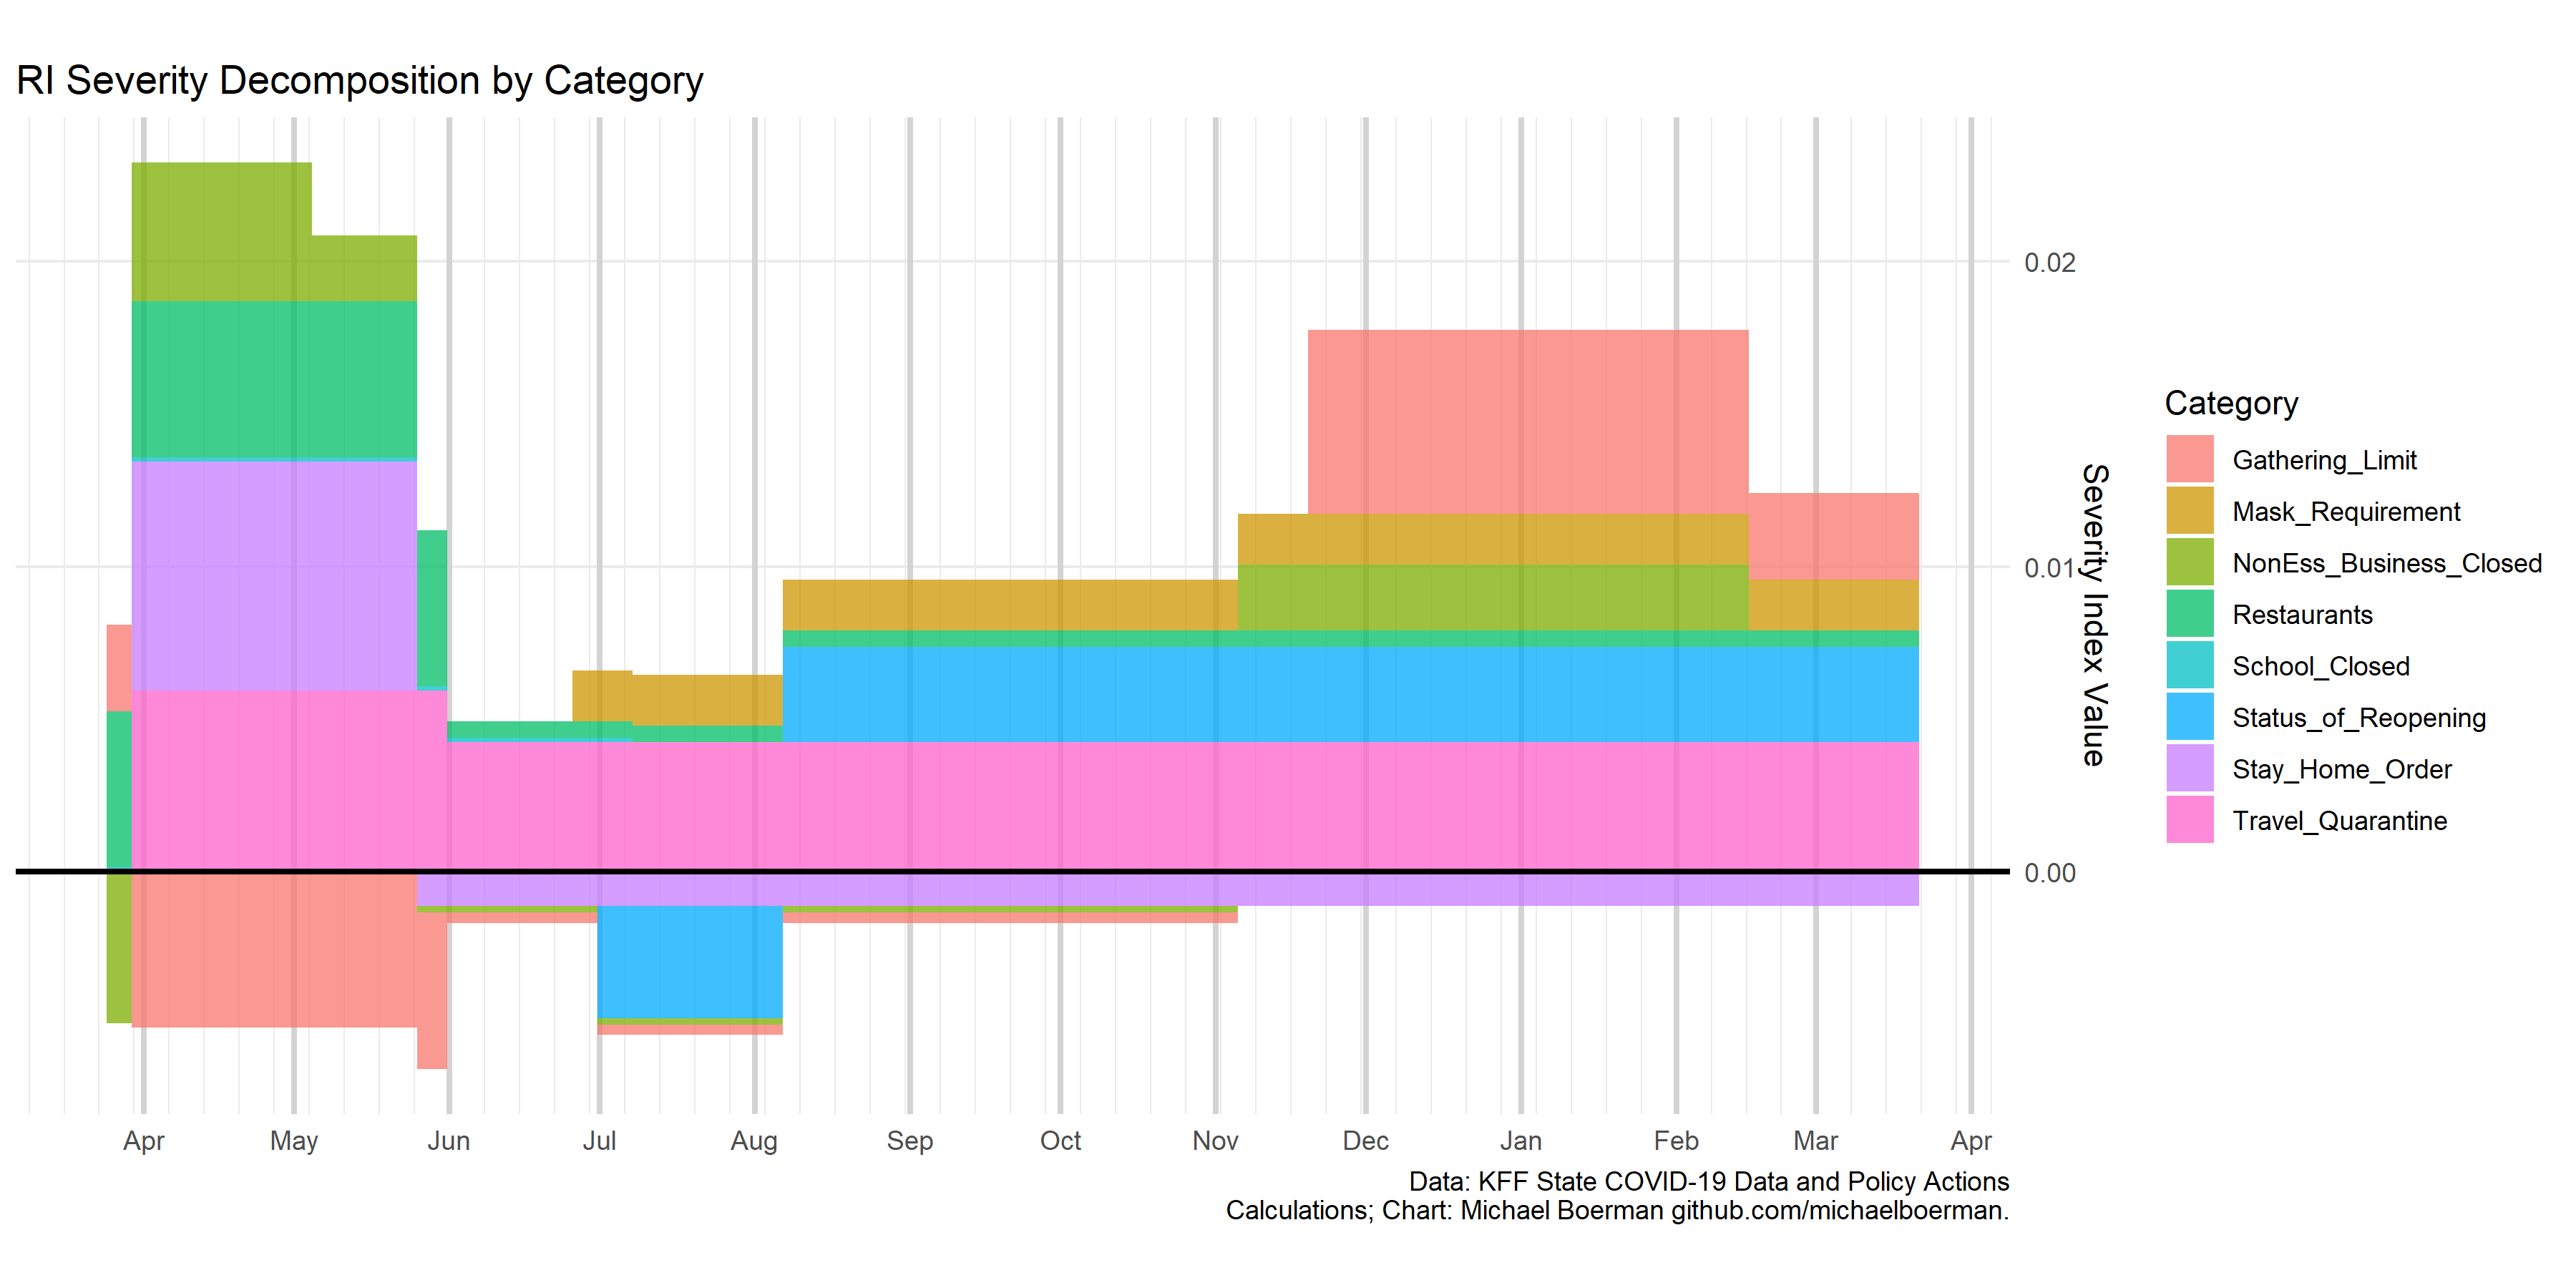 RI Severity Decomposition by Category
0.02
0.01
0.00
Severity Index Value
Category
Gathering_Limit
Mask_Requirement
NonEss_Business_Closed
Restaurants
School_Closed
Status_of_Reopening
Stay_Home_Order
Travel_Quarantine
Apr May Jun Jul Aug Sep Oct Nov Dec Jan Feb Mar Apr
Data: KFF State COVID-19 Data and Policy Actions
Calculations; Chart: Michael Boerman github.com/michaelboerman.